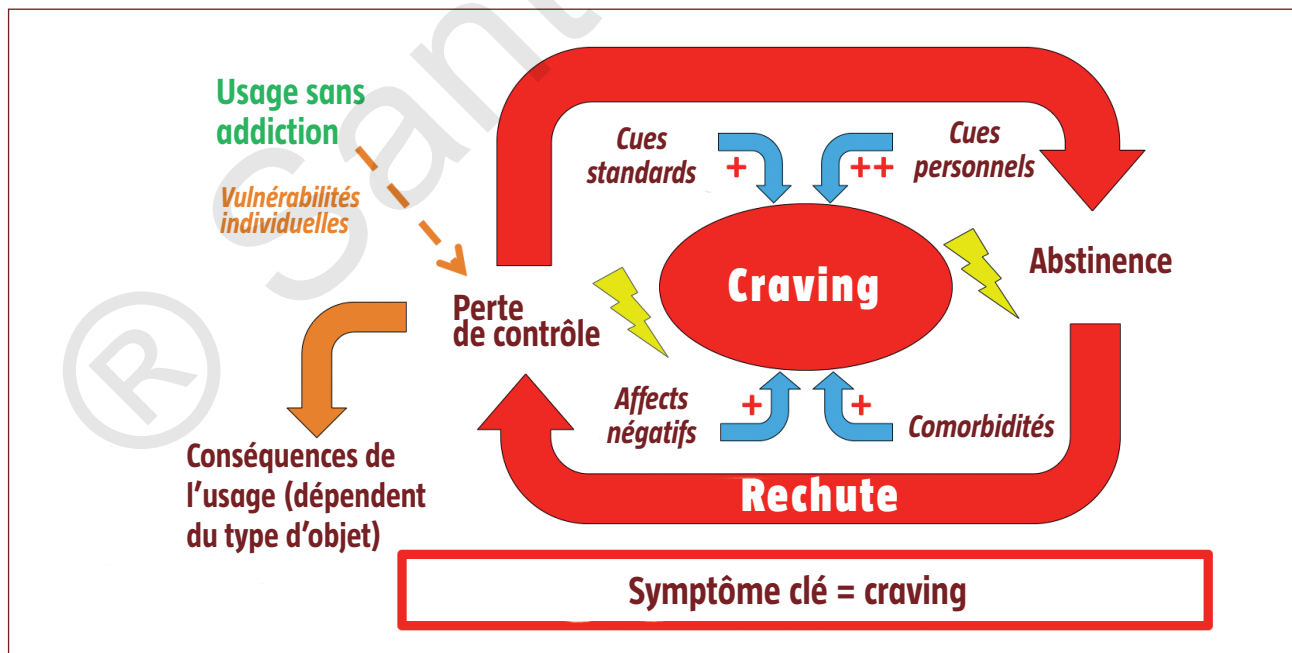 ® Sant
Usage sans
addiction
Vulnérabilités
individuelles
Cues
standards
+
++
Cues
personnels
Craving
Abstinence
Perte
de contrôle
Affects
négatifs
+
+
Comorbidités
Conséquences de
l'usage (dépendent
du type d'objet)
Rechute
Symptôme clé = craving